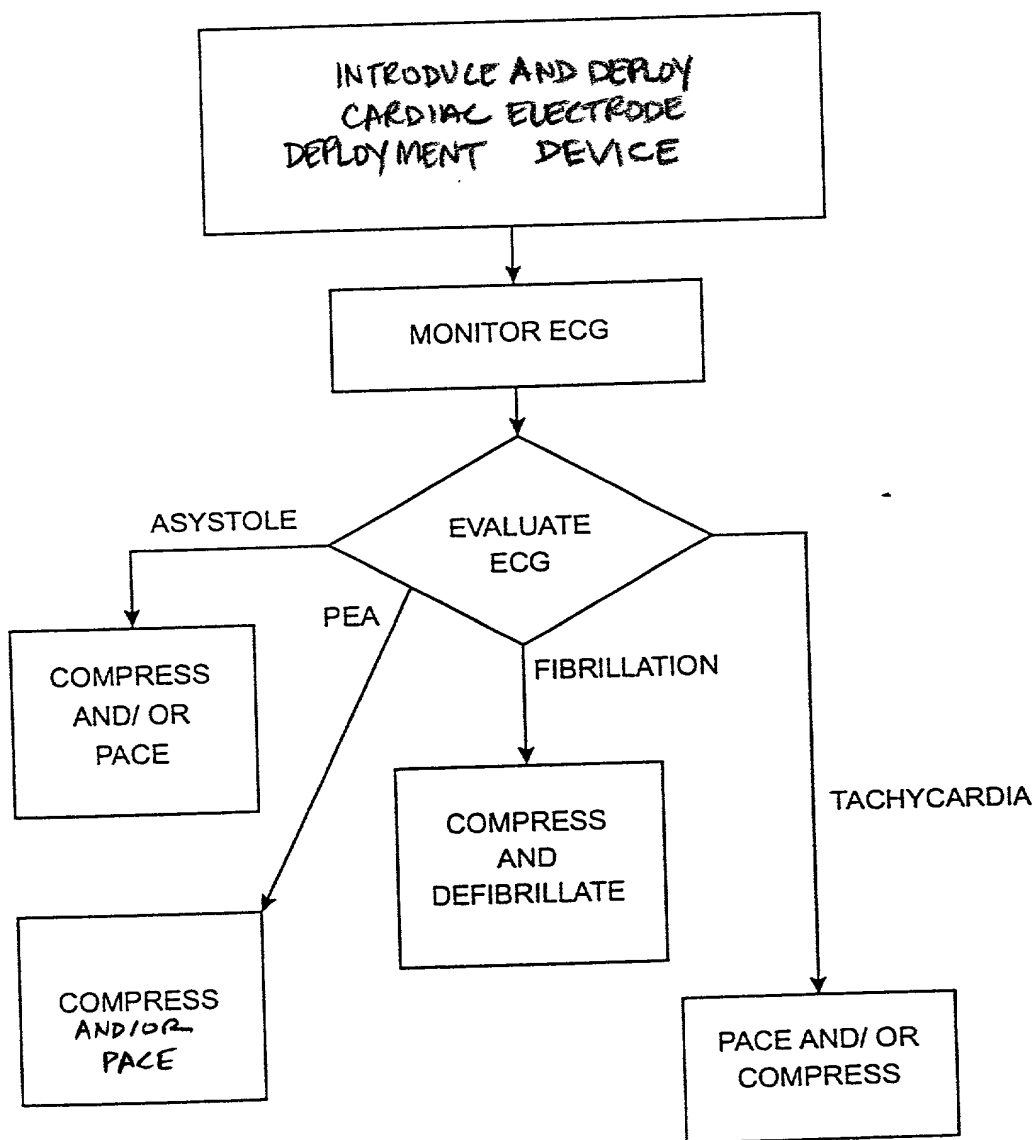 INTRODUCE AND DEPLOY
CARDIAC ELECTRODE
DEPLOYMENT DEVICE
MONITOR ECG
EVALUATE
ECG
ASYSTOLE
PEA
FIBRILLATION
TACHYCARDIA
COMPRESS
AND/ OR
PACE
COMPRESS
AND
DEFIBRILLATE
COMPRESS
AND/OR
PACE
PACE AND/ OR
COMPRESS